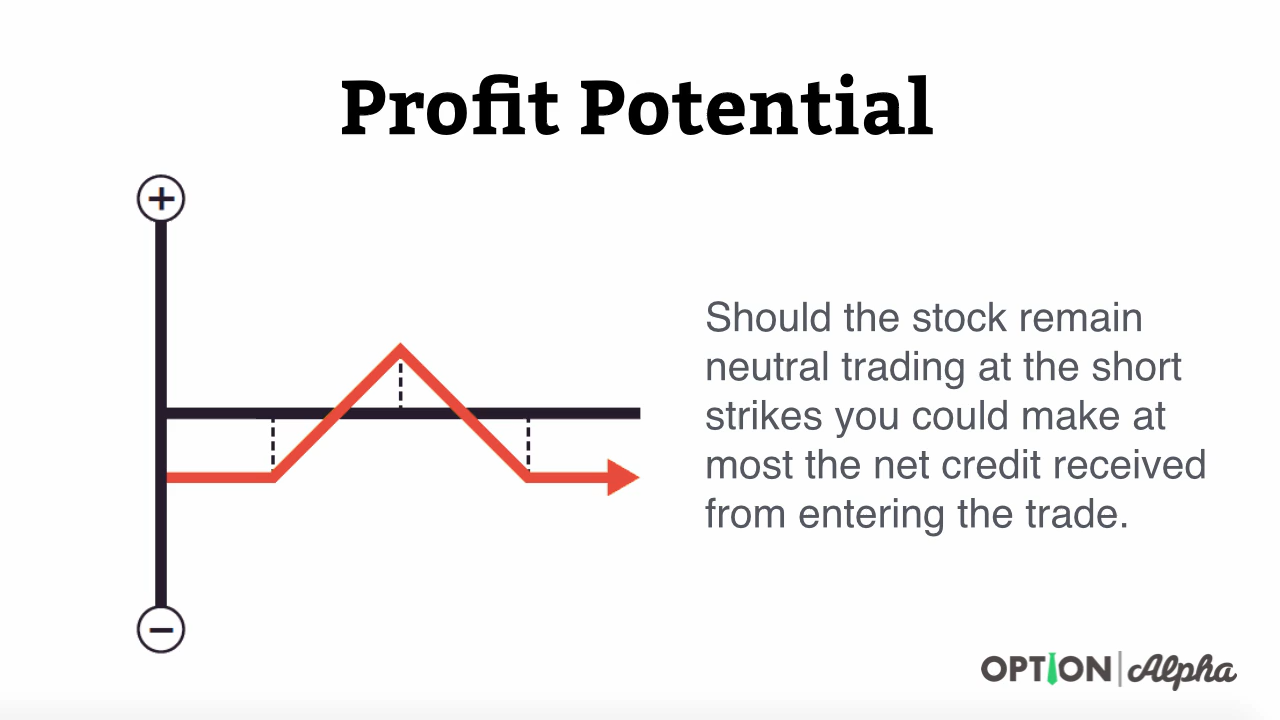 Profit Potential
+
Should the stock remain
neutral trading at the short
strikes you could make at
most the net credit received
from entering the trade.
−
OPTION | Alpha